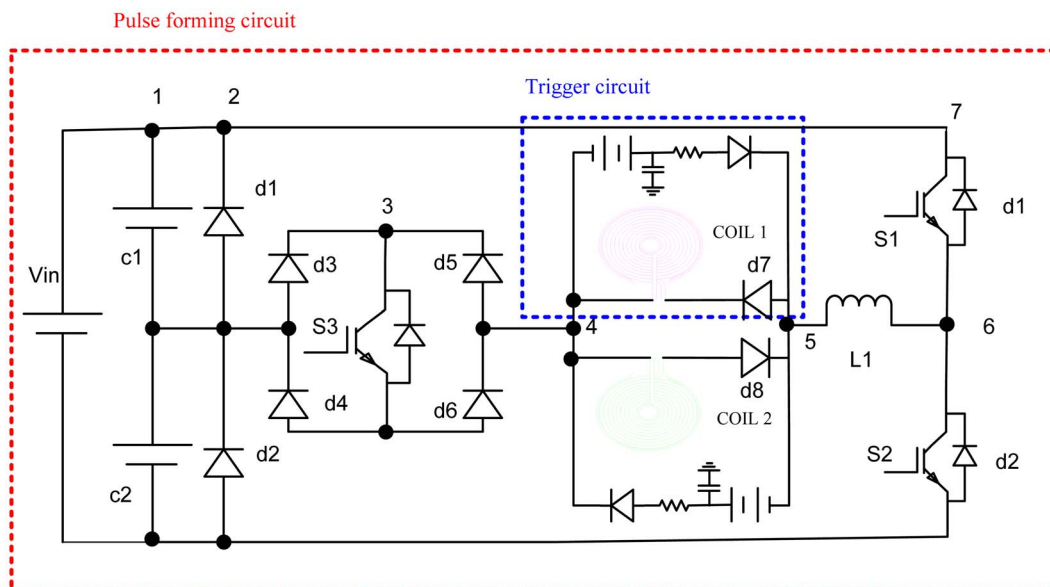 Pulse forming circuit
Trigger circuit
1
2
7
d1
3
COIL 1
d1
c1
d3
d5
S1
Vin
d7
S3
4
5
6
L1
d8
d4
d6
COIL 2
d2
S2
d2
c2